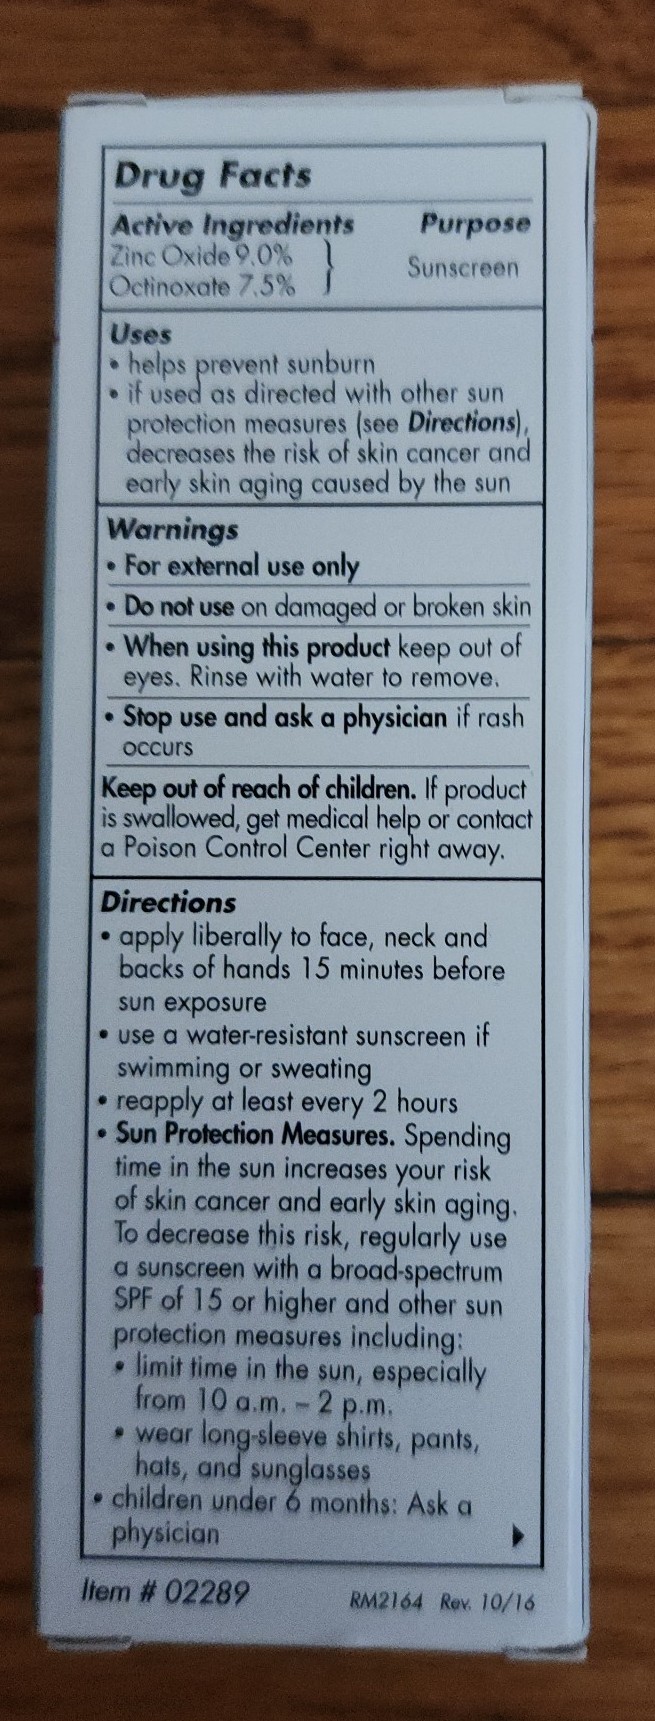 Drug Facts
Active Ingredients Purpose
Zinc Oxide 9.0%
Octinoxate 7.5%
} Sunscreen
Uses
• helps prevent sunburn
• if used as directed with other sun
protection measures (see Directions),
decreases the risk of skin cancer and
early skin aging caused by the sun
Warnings
• For external use only
• Do not use on damaged or broken skin
• When using this product keep out of
eyes. Rinse with water to remove.
• Stop use and ask a physician if rash
occurs
Keep out of reach of children. If product
is swallowed, get medical help or contact
a Poison Control Center right away.
Directions
• apply liberally to face, neck and
backs of hands 15 minutes before
sun exposure
• use a water-resistant sunscreen if
swimming or sweating
• reapply at least every 2 hours
• Sun Protection Measures. Spending
time in the sun increases your risk
of skin cancer and early skin aging.
To decrease this risk, regularly use
a sunscreen with a broad-spectrum
SPF of 15 or higher and other sun
protection measures including:
• limit time in the sun, especially
from 10 a.m. – 2 p.m.
• wear long-sleeve shirts, pants,
hats, and sunglasses
• children under 6 months: Ask a
physician
Item # 02289 RM2164 Rev. 10/16